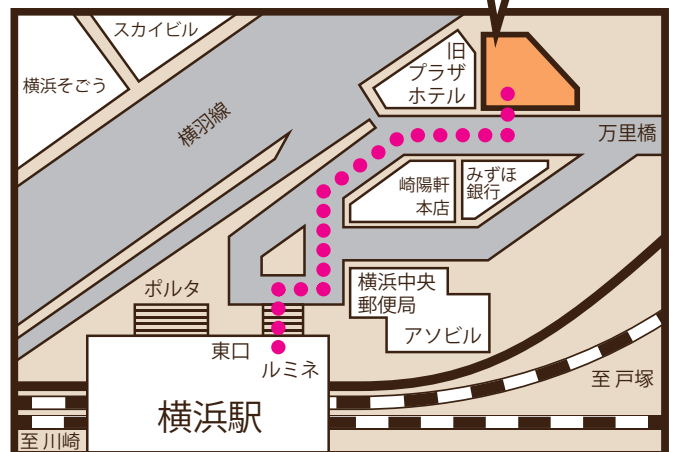 スカイビル
横浜そごう
旧
プラザ
ホテル
横羽線
万里橋
崎陽軒
本店
みずほ
銀行
ポルタ
横浜中央
郵便局
アソビル
東口
ルミネ
至 戸塚
横浜駅
至 川崎